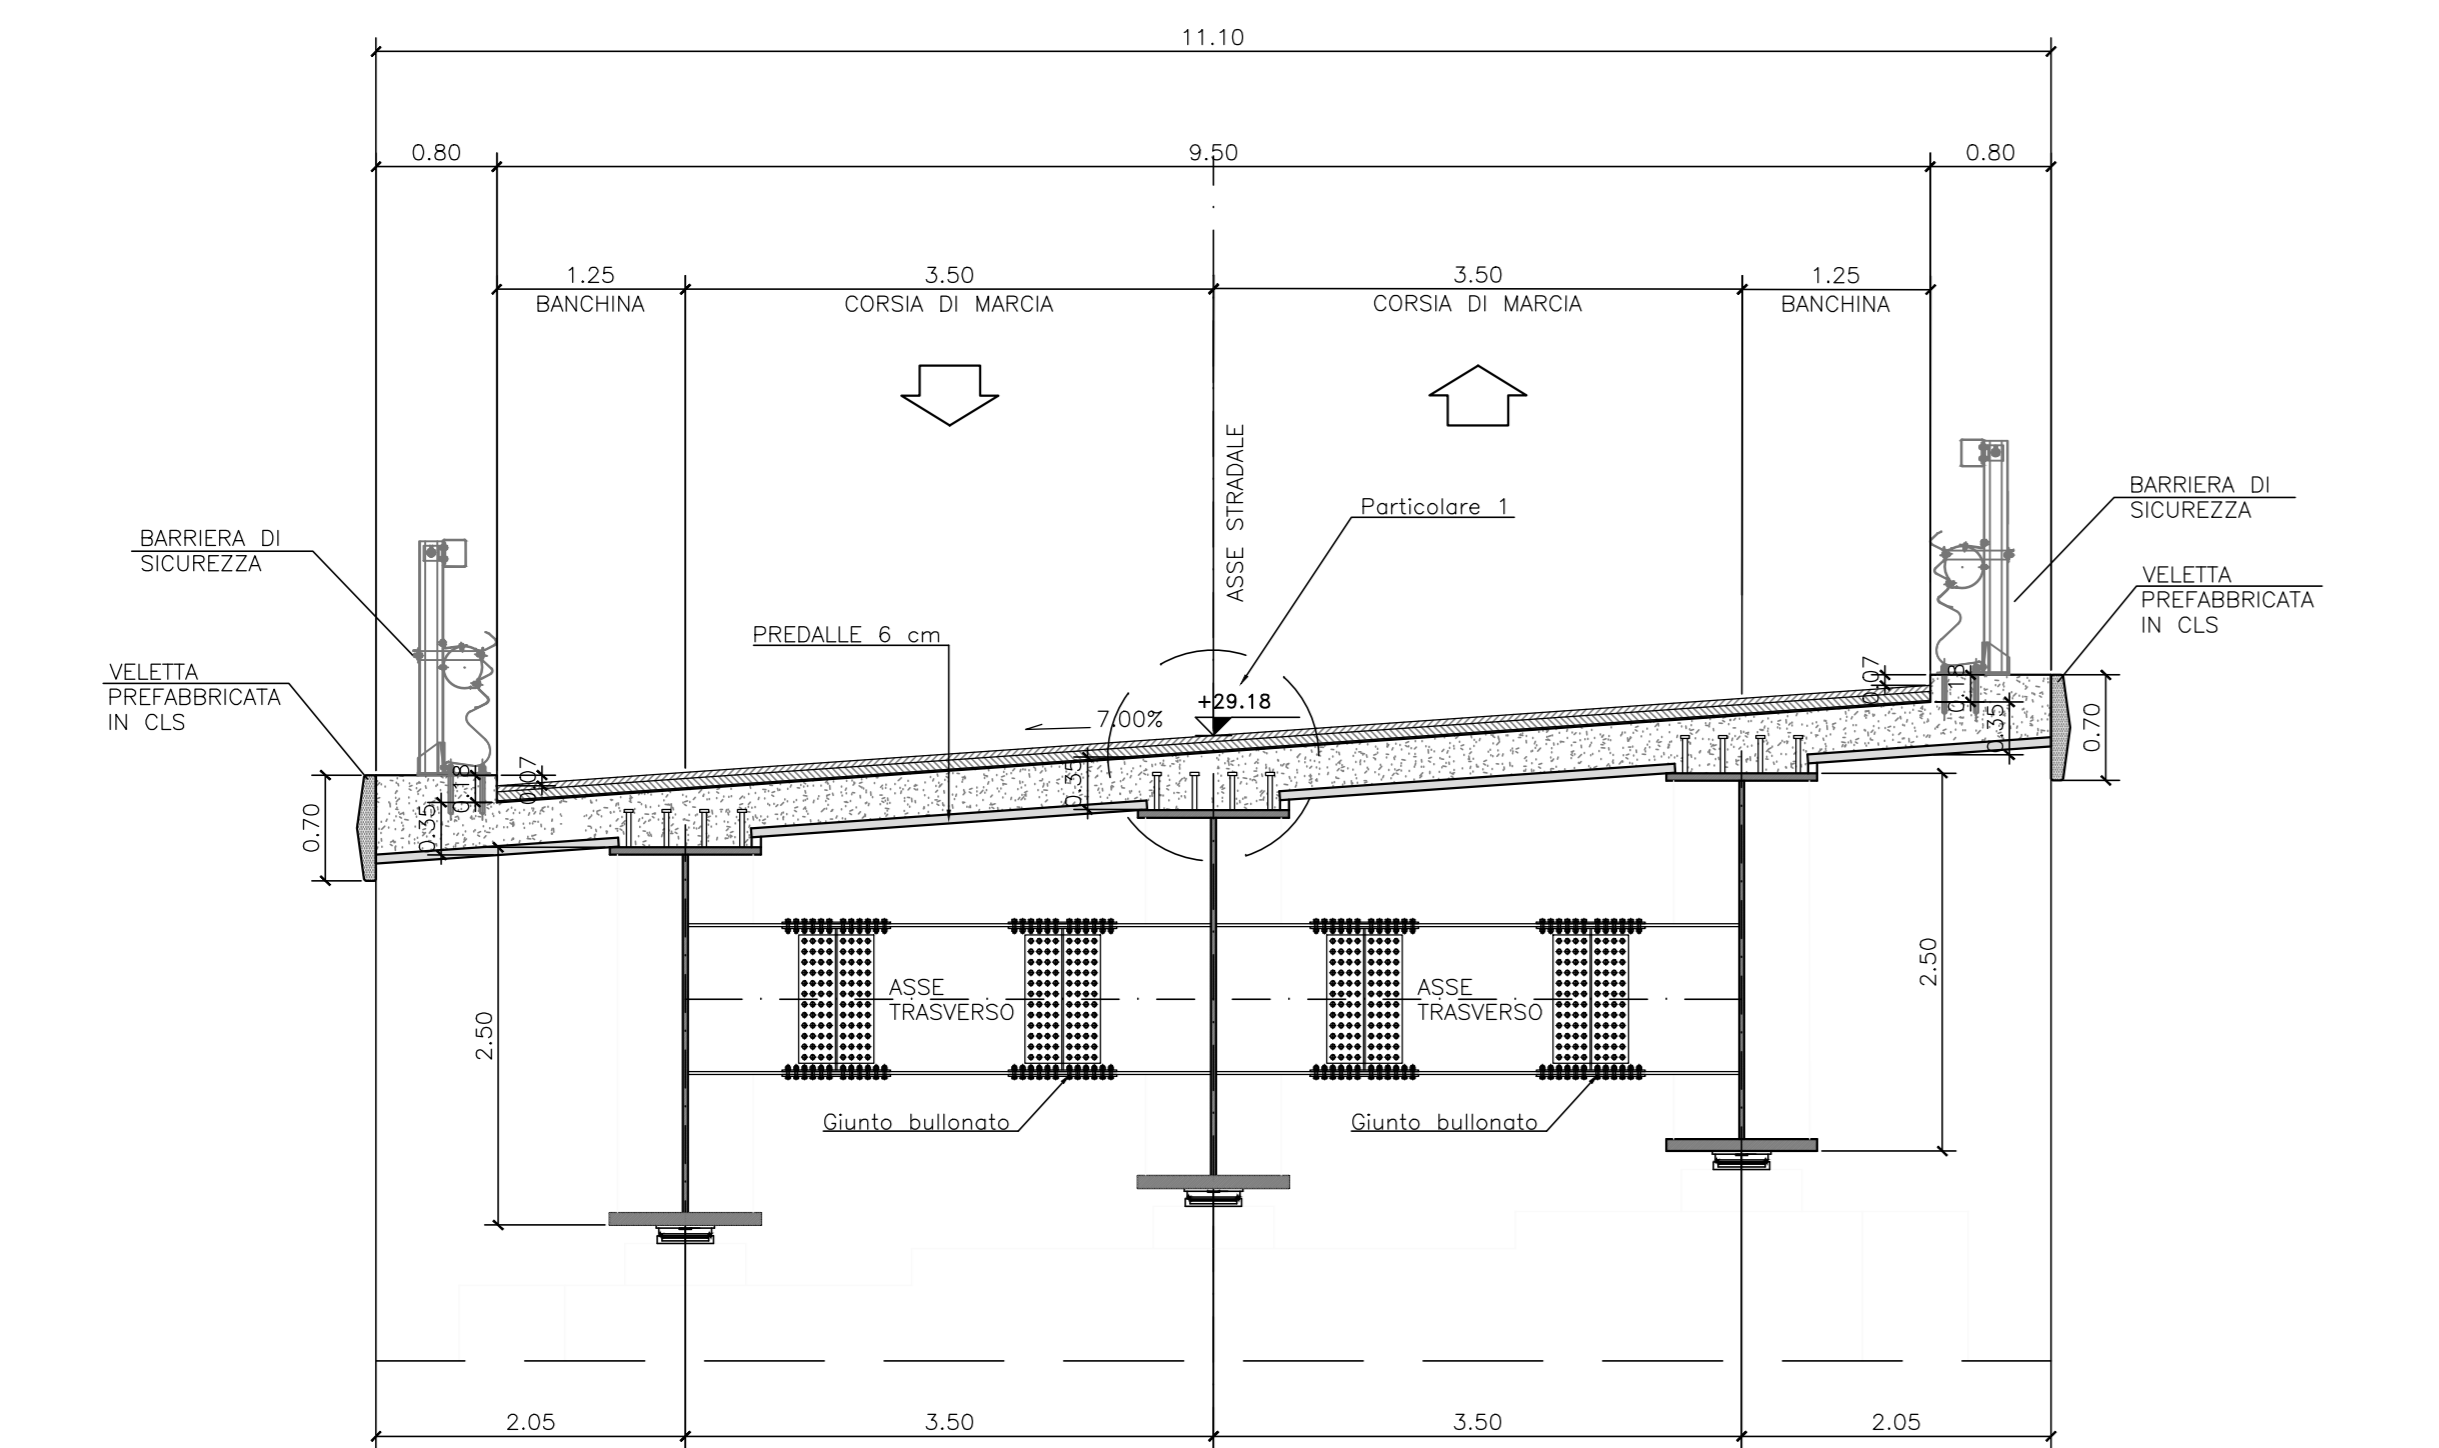 11.10
0.80
9.50
0.80
1.25
3.50
3.50
1.25
BANCHINA
CORSIA DI MARCIA
CORSIA DI MARCIA
BANCHINA
ASSE STRADALE
Particolare 1
BARRIERA DI
SICUREZZA
BARRIERA DI
SICUREZZA
VELETTA
PREFABBRICATA
IN CLS
PREDALLE 6 cm
VELETTA
PREFABBRICATA
IN CLS
+29.18
7.00%
0.07
0.18
0.35
0.70
0.07
0.18
0.35
0.70
0.35
2.50
2.50
ASSE
TRASVERSO
ASSE
TRASVERSO
Giunto bullonato
Giunto bullonato
2.05
3.50
3.50
2.05